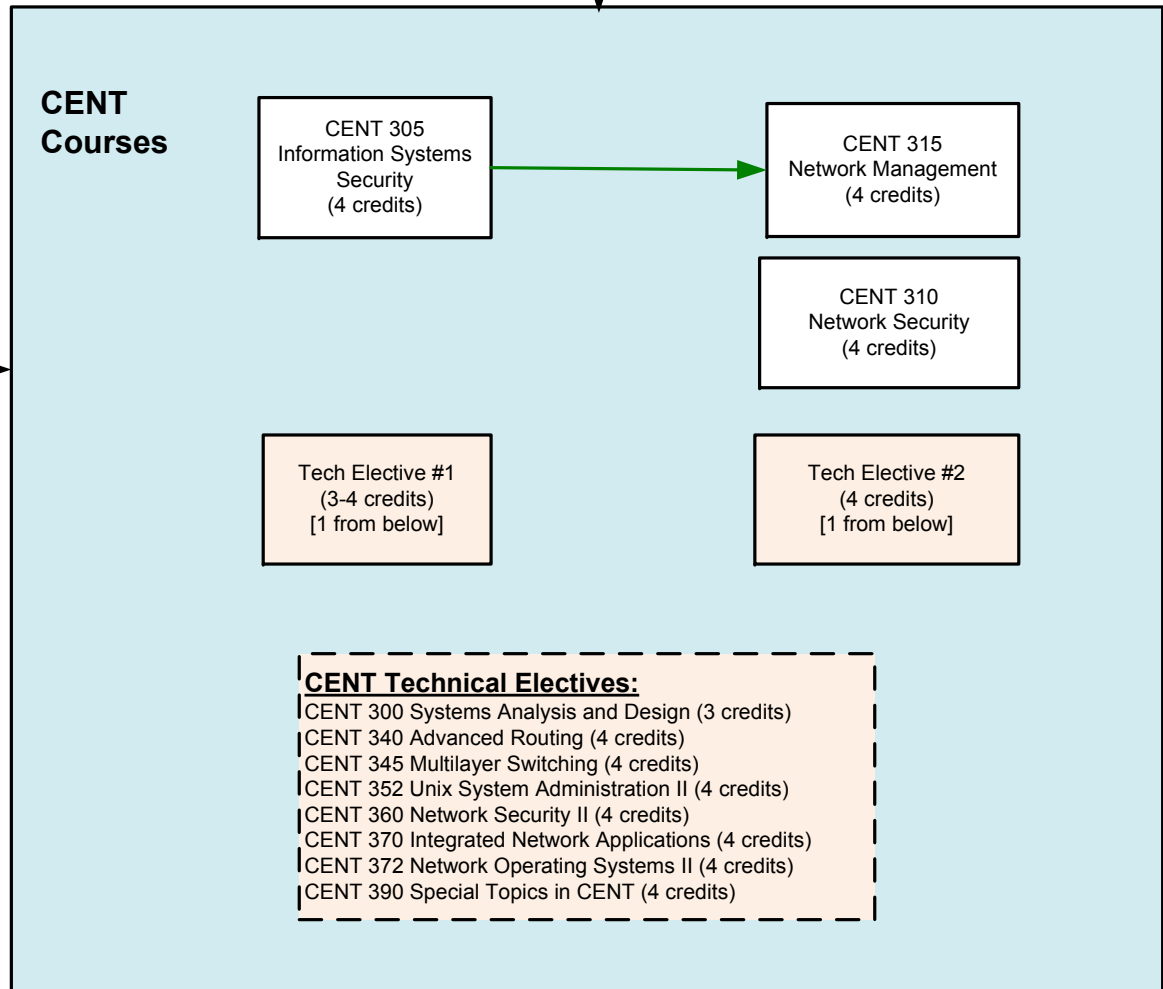 CENT
Courses
CENT 305
Information Systems
Security
(4 credits)
CENT 315
Network Management
(4 credits)
CENT 310
Network Security
(4 credits)
Tech Elective #1
(3-4 credits)
[1 from below]
Tech Elective #2
(4 credits)
[1 from below]
CENT Technical Electives:
CENT 300 Systems Analysis and Design (3 credits)
CENT 340 Advanced Routing (4 credits)
CENT 345 Multilayer Switching (4 credits)
CENT 352 Unix System Administration II (4 credits)
CENT 360 Network Security II (4 credits)
CENT 370 Integrated Network Applications (4 credits)
CENT 372 Network Operating Systems II (4 credits)
CENT 390 Special Topics in CENT (4 credits)